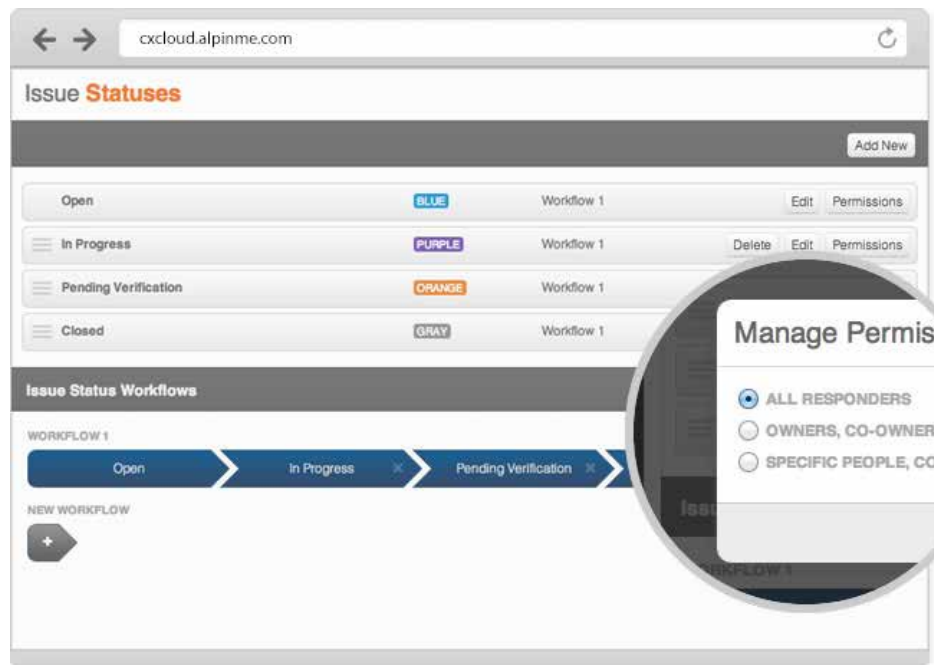 cxcloud.alpinme.com
Issue Statuses
Add New
Open BLUE Workflow 1 Edit Permissions
In Progress PURPLE Workflow 1 Delete Edit Permissions
Pending Verification ORANGE Workflow 1
Closed GRAY Workflow 1
Manage Permis
ALL RESPONDERS
OWNERS, CO-OWNER
SPECIFIC PEOPLE, CO
Issue Status Workflows
WORKFLOW 1
Open In Progress × Pending Verification ×
NEW WORKFLOW
+
Issu
ORKFLOW 1